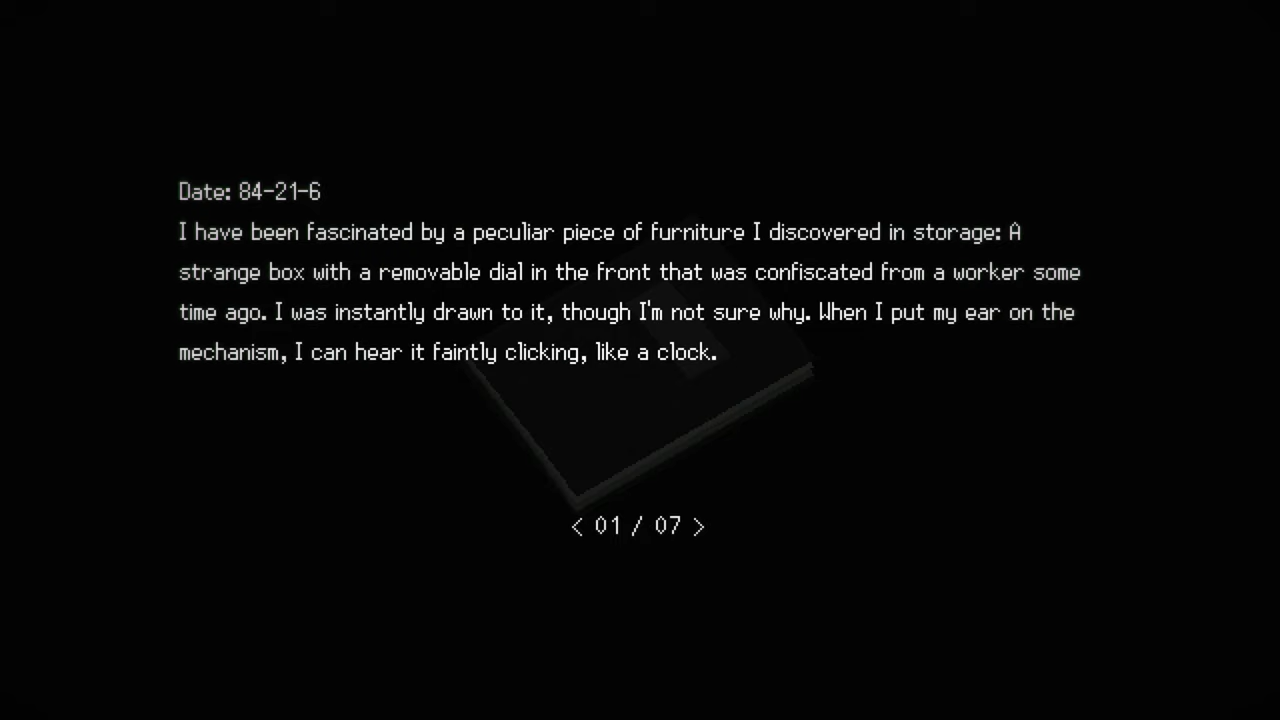 Date: 84-21-6
I have been fascinated by a peculiar piece of furniture I discovered in storage: A
strange box with a removable dial in the front that was confiscated from a worker some
time ago. I was instantly drawn to it, though I'm not sure why. When I put my ear on the
mechanism, I can hear it faintly clicking, like a clock.
< 01 / 07 >